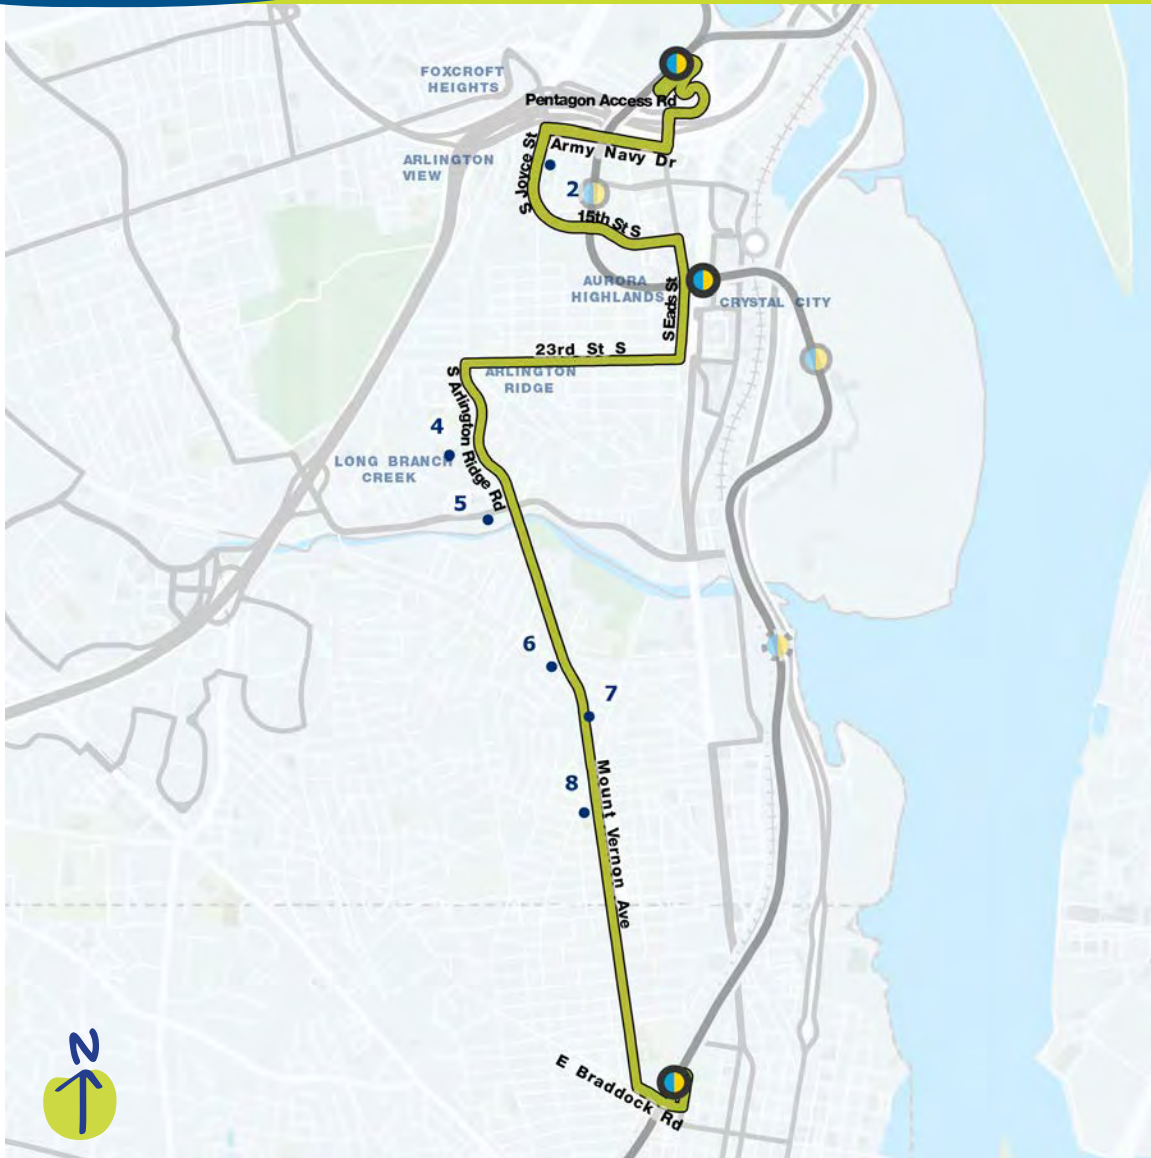 FOXCROFT
HEIGHTS
Pentagon Access Rd
Army Navy Dr
ARLINGTON
VIEW
S Joyce St
2
15th St S
AURORA
HIGHLANDS
S Eads St
CRYSTAL CITY
23rd St S
ARLINGTON
RIDGE
S Arlington Ridge Rd
4
LONG BRANCH
CREEK
5
6
7
8
Mount Vernon Ave
N
E Braddock Rd